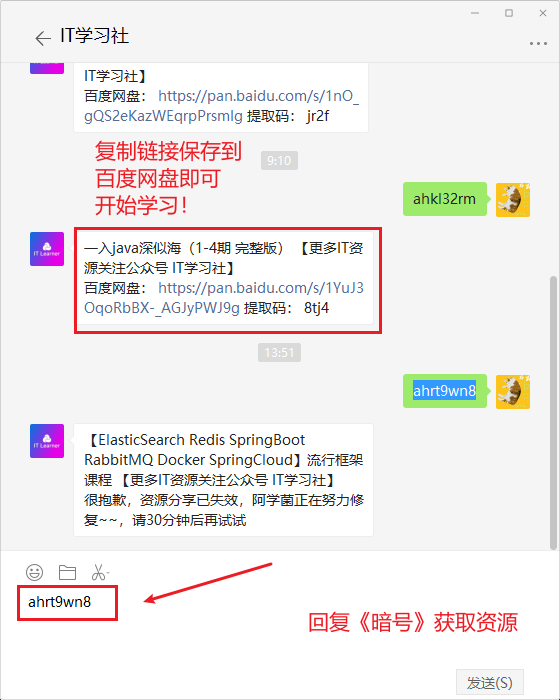 IT学习社
IT学习社】
百度网盘： https://pan.baidu.com/s/1nO_
gQS2eKazWEqrpPrsmIg 提取码： jr2f
复制链接保存到
百度网盘即可
开始学习！
9:10
ahkl32rm
IT Learner
一入java深似海（1-4期 完整版） 【更多IT资
源关注公众号 IT学习社】
百度网盘： https://pan.baidu.com/s/1YuJ3
OqoRbBX-_AGJyPWJ9g 提取码： 8tj4
13:51
ahrt9wn8
IT Learner
【ElasticSearch Redis SpringBoot
RabbitMQ Docker SpringCloud】流行框架
课程 【更多IT资源关注公众号 IT学习社】
很抱歉，资源分享已失效，阿学菌正在努力修
复~~，请30分钟后再试试
ahrt9wn8
回复《暗号》获取资源
发送(S)